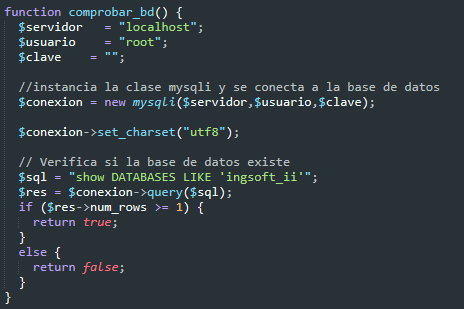 function comprobar_bd() {
  $servidor   = "localhost";
  $usuario    = "root";
  $clave    = "";

  //instancia la clase mysqli y se conecta a la base de datos
  $conexion = new mysqli($servidor,$usuario,$clave);

  $conexion->set_charset("utf8");

  // Verifica si la base de datos existe
  $sql = "show DATABASES LIKE 'ingsoft_ii'";
  $res = $conexion->query($sql);
  if ($res->num_rows >= 1) {
    return true;
  }
  else {
    return false;
  }
}